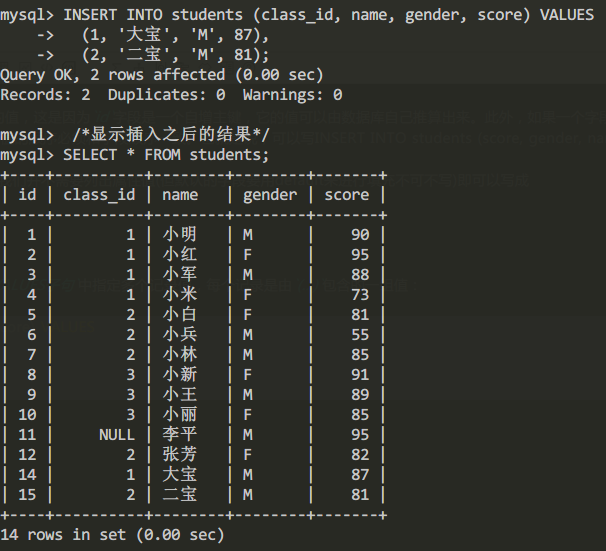 mysql> INSERT INTO students (class_id, name, gender, score) VALUES
    ->   (1, '大宝', 'M', 87),
    ->   (2, '二宝', 'M', 81);
Query OK, 2 rows affected (0.00 sec)
Records: 2  Duplicates: 0  Warnings: 0
mysql>  /*显示插入之后的结果*/
mysql> SELECT * FROM students;
+----+----------+--------+--------+-------+
| id | class_id | name   | gender | score |
+----+----------+--------+--------+-------+
|  1 |        1 | 小明   | M      |    90 |
|  2 |        1 | 小红   | F      |    95 |
|  3 |        1 | 小军   | M      |    88 |
|  4 |        1 | 小米   | F      |    73 |
|  5 |        2 | 小白   | F      |    81 |
|  6 |        2 | 小兵   | M      |    55 |
|  7 |        2 | 小林   | M      |    85 |
|  8 |        3 | 小新   | F      |    91 |
|  9 |        3 | 小王   | M      |    89 |
| 10 |        3 | 小丽   | F      |    85 |
| 11 |     NULL | 李平   | M      |    95 |
| 12 |        2 | 张芳   | F      |    82 |
| 14 |        1 | 大宝   | M      |    87 |
| 15 |        2 | 二宝   | M      |    81 |
+----+----------+--------+--------+-------+
14 rows in set (0.00 sec)